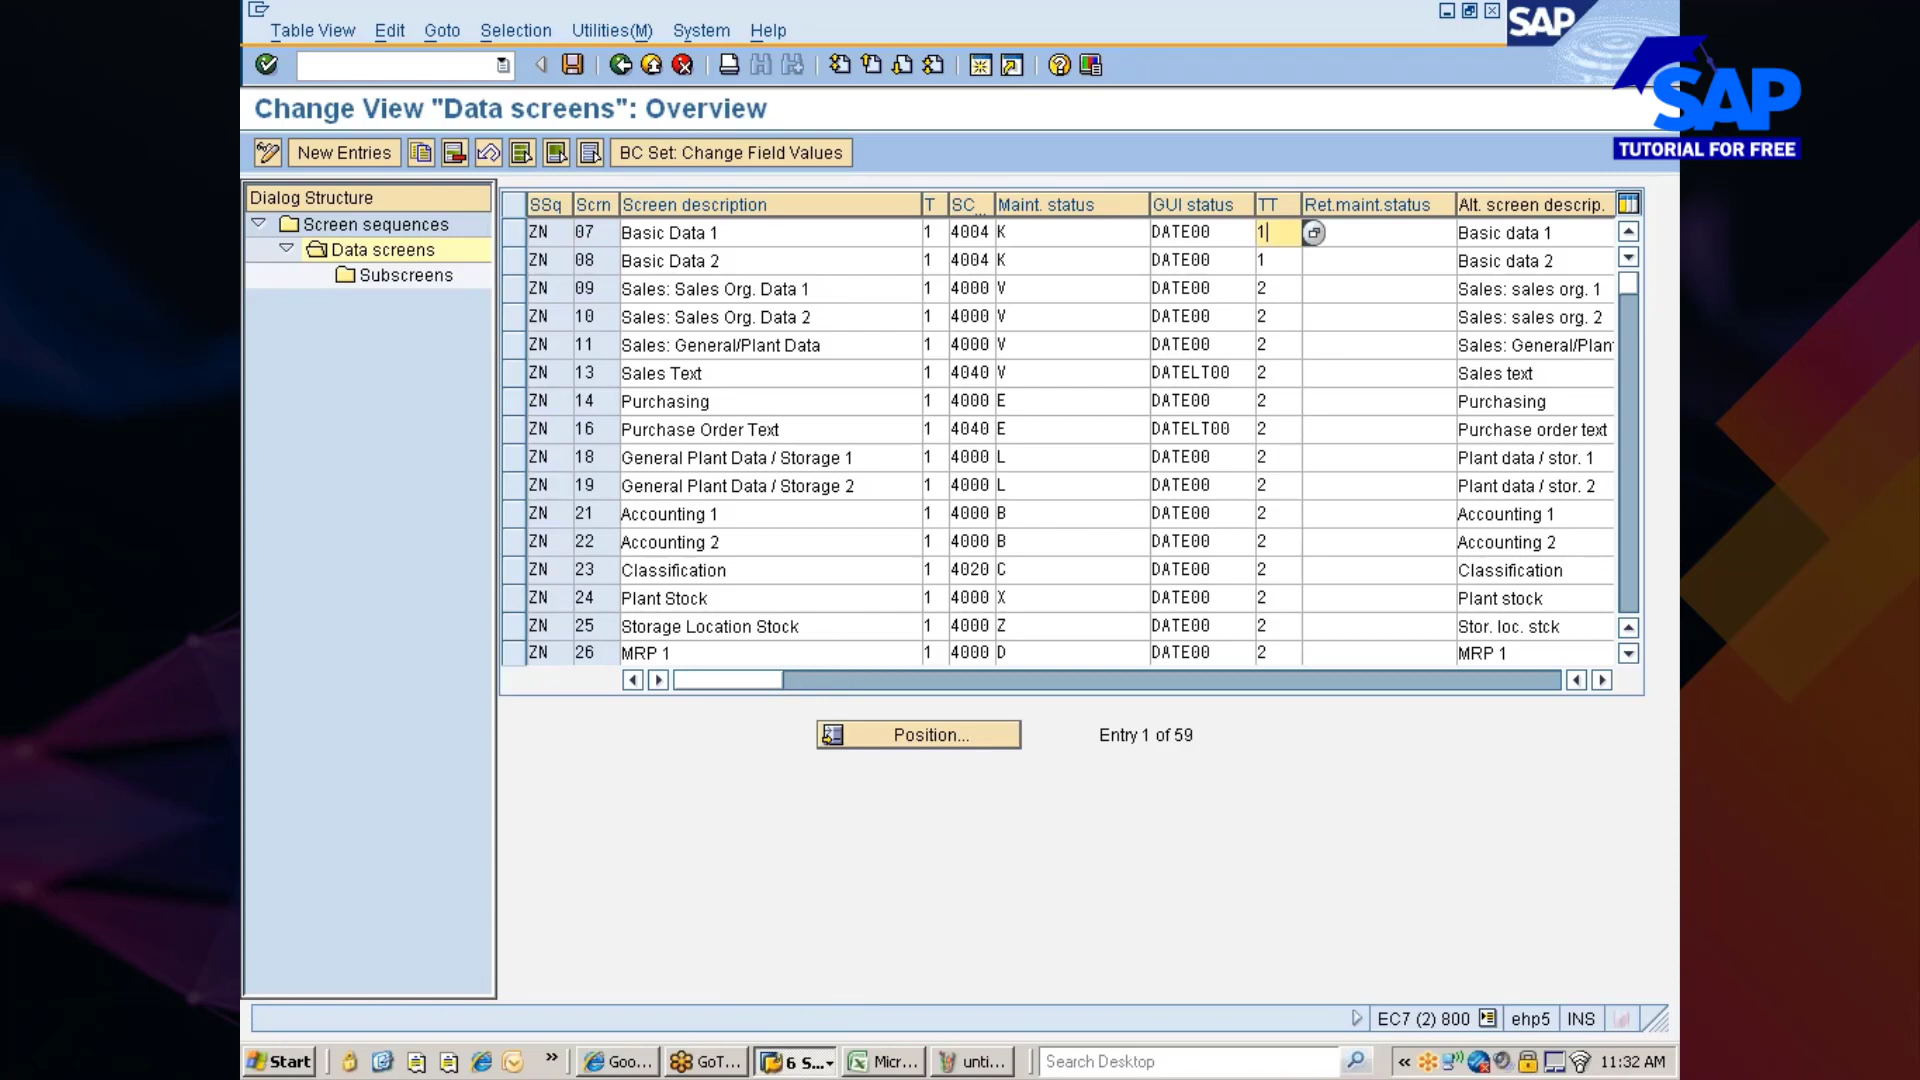 Table View Edit Goto Selection Utilities(M) System Help
SAP
SAP
TUTORIAL FOR FREE
Change View "Data screens": Overview
New Entries BC Set: Change Field Values
Dialog Structure
Screen sequences
Data screens
Subscreens
SSq Scrn Screen description T SC... Maint. status GUI status TT Ret.maint.status Alt. screen descrip.
ZN 07 Basic Data 1 1 4004 K DATE00 1 Basic data 1
ZN 08 Basic Data 2 1 4004 K DATE00 1 Basic data 2
ZN 09 Sales: Sales Org. Data 1 1 4000 V DATE00 2 Sales: sales org. 1
ZN 10 Sales: Sales Org. Data 2 1 4000 V DATE00 2 Sales: sales org. 2
ZN 11 Sales: General/Plant Data 1 4000 V DATE00 2 Sales: General/Plant
ZN 13 Sales Text 1 4040 V DATELT00 2 Sales text
ZN 14 Purchasing 1 4000 E DATE00 2 Purchasing
ZN 16 Purchase Order Text 1 4040 E DATELT00 2 Purchase order text
ZN 18 General Plant Data / Storage 1 1 4000 L DATE00 2 Plant data / stor. 1
ZN 19 General Plant Data / Storage 2 1 4000 L DATE00 2 Plant data / stor. 2
ZN 21 Accounting 1 1 4000 B DATE00 2 Accounting 1
ZN 22 Accounting 2 1 4000 B DATE00 2 Accounting 2
ZN 23 Classification 1 4020 C DATE00 2 Classification
ZN 24 Plant Stock 1 4000 X DATE00 2 Plant stock
ZN 25 Storage Location Stock 1 4000 Z DATE00 2 Stor. loc. stck
ZN 26 MRP 1 1 4000 D DATE00 2 MRP 1
Position... Entry 1 of 59
EC7 (2) 800 ehp5 INS
Start » Goo... GoT... 6 S... Micr... unti... Search Desktop « 11:32 AM